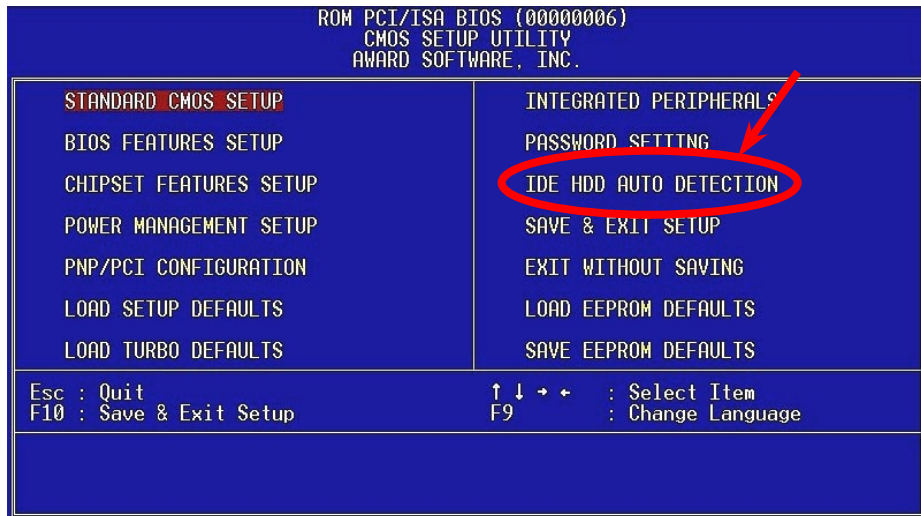 ROM PCI/ISA BIOS (00000006)
CMOS SETUP UTILITY
AWARD SOFTWARE, INC.
STANDARD CMOS SETUP
BIOS FEATURES SETUP
CHIPSET FEATURES SETUP
POWER MANAGEMENT SETUP
PNP/PCI CONFIGURATION
LOAD SETUP DEFAULTS
LOAD TURBO DEFAULTS
INTEGRATED PERIPHERALS
PASSWORD SETTING
IDE HDD AUTO DETECTION
SAVE & EXIT SETUP
EXIT WITHOUT SAVING
LOAD EEPROM DEFAULTS
SAVE EEPROM DEFAULTS
Esc : Quit
F10 : Save & Exit Setup
↑ ↓ → ← : Select Item
F9 : Change Language